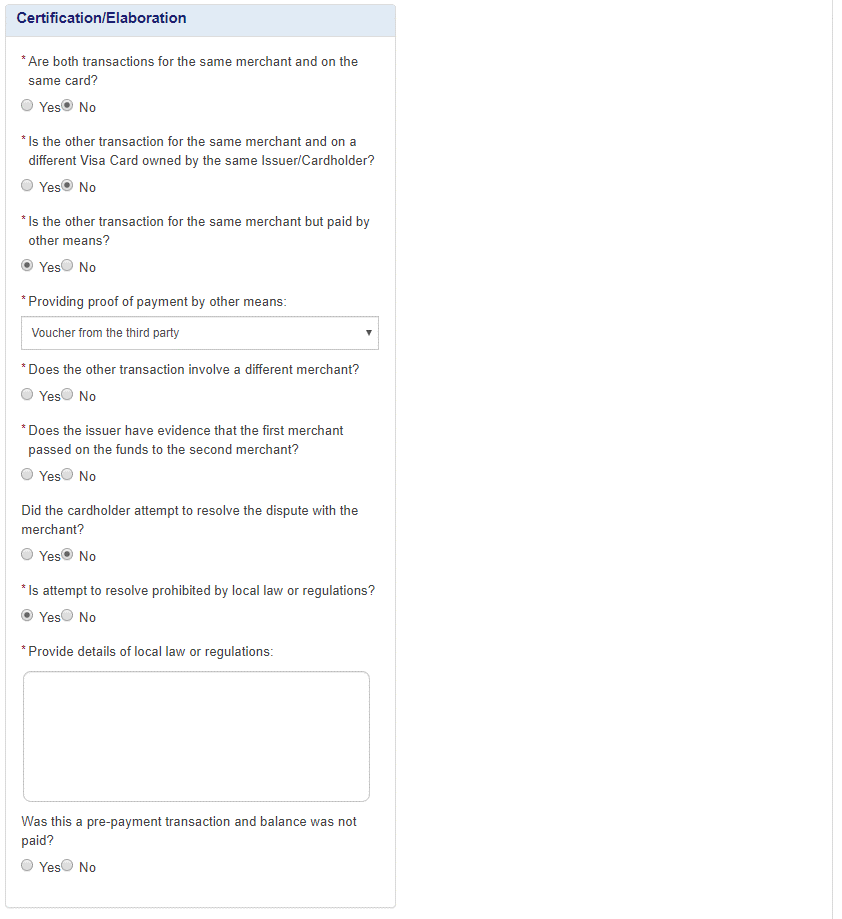 Certification/Elaboration
* Are both transactions for the same merchant and on the
same card?
Yes No
* Is the other transaction for the same merchant and on a
different Visa Card owned by the same Issuer/Cardholder?
Yes No
* Is the other transaction for the same merchant but paid by
other means?
Yes No
* Providing proof of payment by other means:
Voucher from the third party
* Does the other transaction involve a different merchant?
Yes No
* Does the issuer have evidence that the first merchant
passed on the funds to the second merchant?
Yes No
Did the cardholder attempt to resolve the dispute with the
merchant?
Yes No
* Is attempt to resolve prohibited by local law or regulations?
Yes No
* Provide details of local law or regulations:
Was this a pre-payment transaction and balance was not
paid?
Yes No